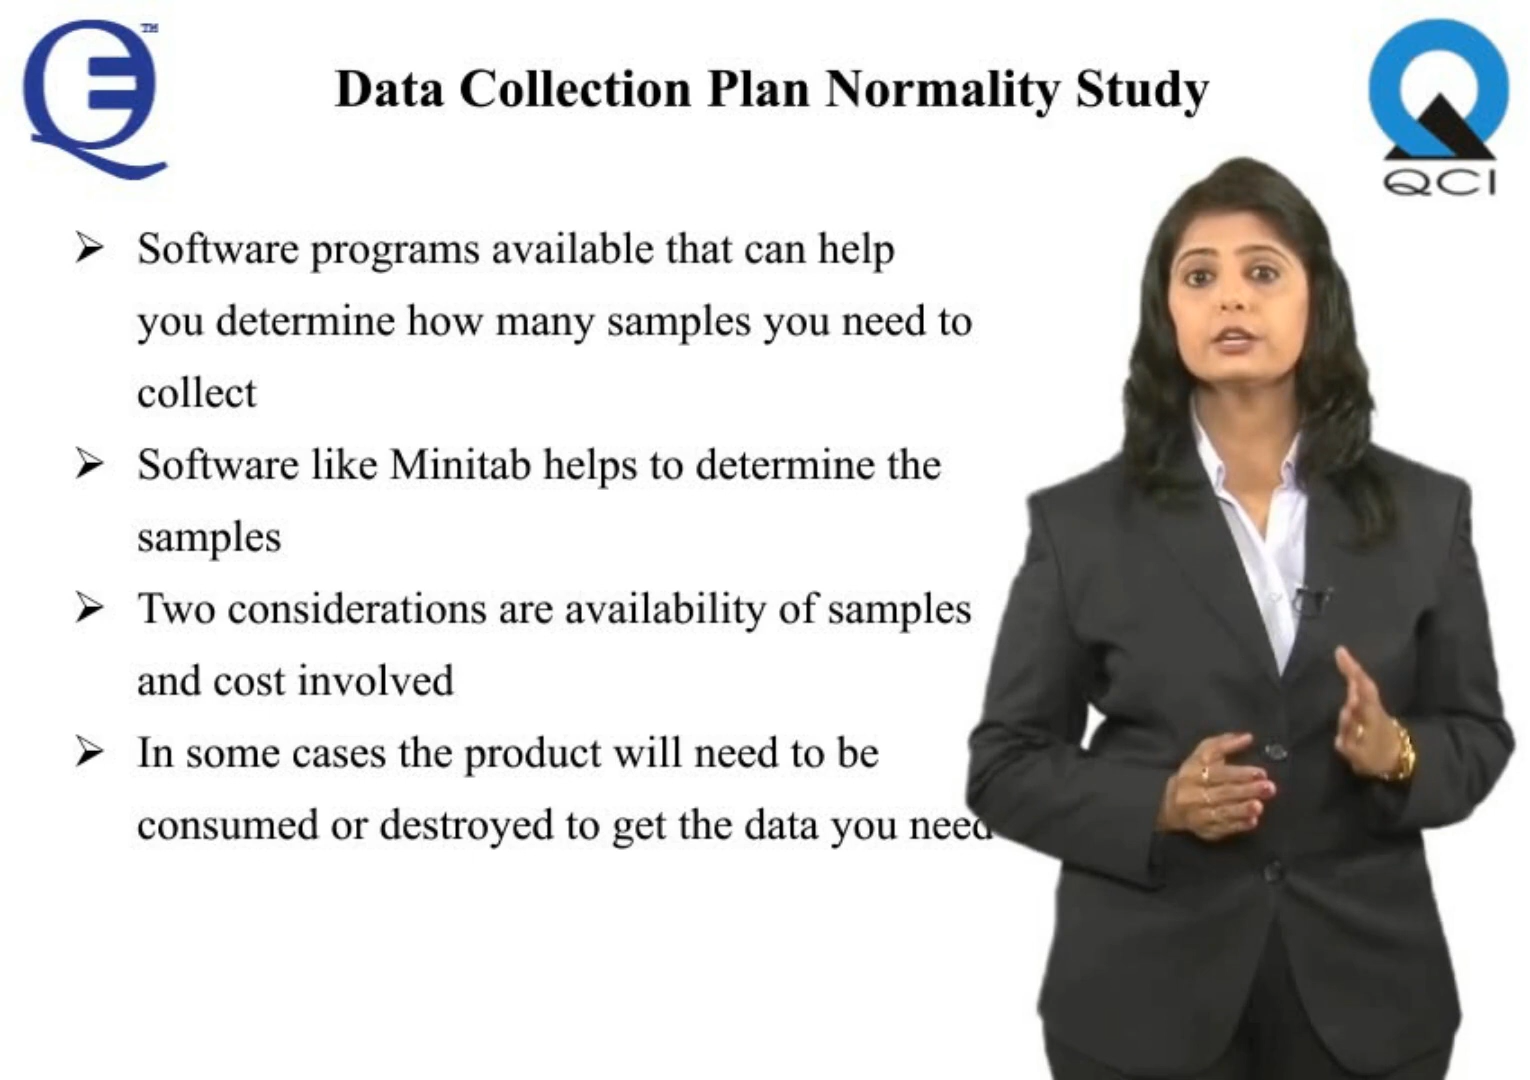 TM
Data Collection Plan Normality Study
QCI
➢ Software programs available that can help
you determine how many samples you need to
collect
➢ Software like Minitab helps to determine the
samples
➢ Two considerations are availability of samples
and cost involved
➢ In some cases the product will need to be
consumed or destroyed to get the data you need